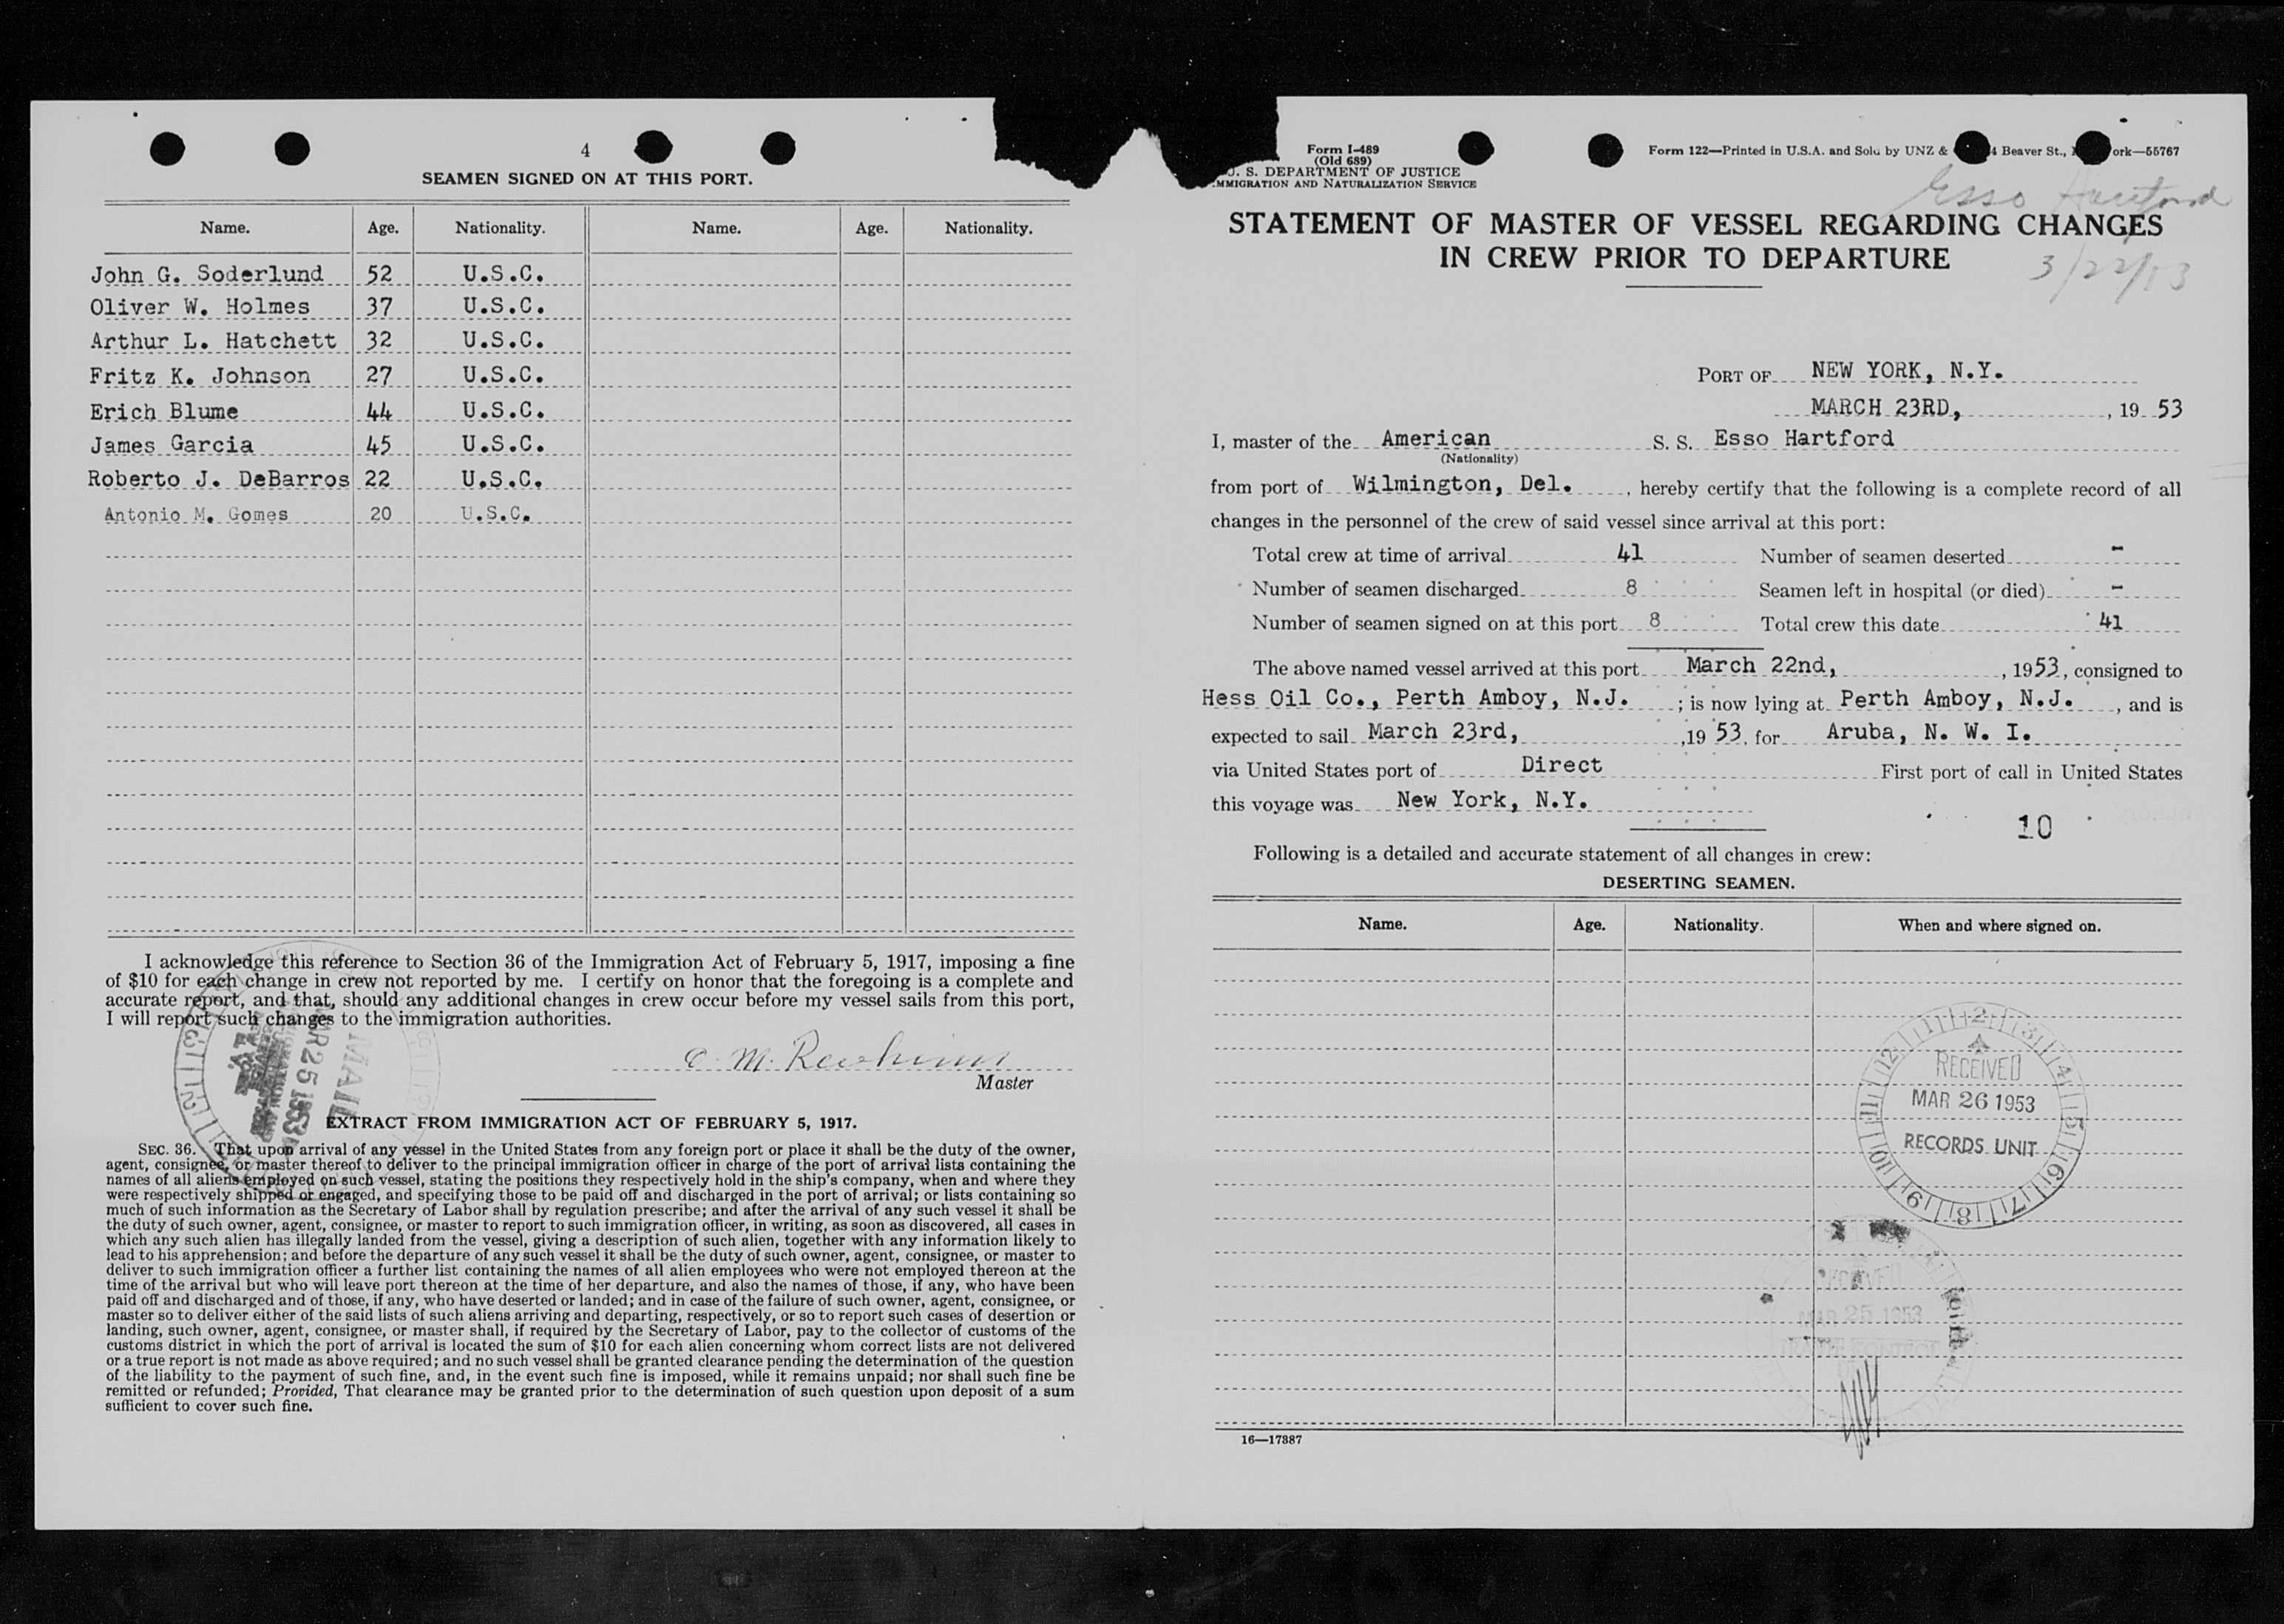 4
SEAMEN SIGNED ON AT THIS PORT.
Name. Age. Nationality. Name. Age. Nationality.
John G. Soderlund 52 U.S.C.
Oliver W. Holmes 37 U.S.C.
Arthur L. Hatchett 32 U.S.C.
Fritz K. Johnson 27 U.S.C.
Erich Blume 44 U.S.C.
James Garcia 45 U.S.C.
Roberto J. DeBarros 22 U.S.C.
Antonio M. Gomes 20 U.S.C.
I acknowledge this reference to Section 36 of the Immigration Act of February 5, 1917, imposing a fine
of $10 for each change in crew not reported by me. I certify on honor that the foregoing is a complete and
accurate report, and that, should any additional changes in crew occur before my vessel sails from this port,
I will report such changes to the immigration authorities.
MAIL
MAR 25 1953
C. M.
Master
EXTRACT FROM IMMIGRATION ACT OF FEBRUARY 5, 1917.
SEC. 36. That upon arrival of any vessel in the United States from any foreign port or place it shall be the duty of the owner,
agent, consignee, or master thereof to deliver to the principal immigration officer in charge of the port of arrival lists containing the
names of all aliens employed on such vessel, stating the positions they respectively hold in the ship's company, when and where they
were respectively shipped or engaged, and specifying those to be paid off and discharged in the port of arrival; or lists containing so
much of such information as the Secretary of Labor shall by regulation prescribe; and after the arrival of any such vessel it shall be
the duty of such owner, agent, consignee, or master to report to such immigration officer, in writing, as soon as discovered, all cases in
which any such alien has illegally landed from the vessel, giving a description of such alien, together with any information likely to
lead to his apprehension; and before the departure of any such vessel it shall be the duty of such owner, agent, consignee, or master to
deliver to such immigration officer a further list containing the names of all alien employees who were not employed thereon at the
time of the arrival but who will leave port thereon at the time of her departure, and also the names of those, if any, who have been
paid off and discharged and of those, if any, who have deserted or landed; and in case of the failure of such owner, agent, consignee, or
master so to deliver either of the said lists of such aliens arriving and departing, respectively, or so to report such cases of desertion or
landing, such owner, agent, consignee, or master shall, if required by the Secretary of Labor, pay to the collector of customs of the
customs district in which the port of arrival is located the sum of $10 for each alien concerning whom correct lists are not delivered
or a true report is not made as above required; and no such vessel shall be granted clearance pending the determination of the question
of the liability to the payment of such fine, and, in the event such fine is imposed, while it remains unpaid; nor shall such fine be
remitted or refunded; Provided, That clearance may be granted prior to the determination of such question upon deposit of a sum
sufficient to cover such fine.
Form I-489
(Old 689)
U. S. DEPARTMENT OF JUSTICE
IMMIGRATION AND NATURALIZATION SERVICE
Form 122—Printed in U.S.A. and Sold by UNZ & Beaver St., ork—55767
Esso Hartford
STATEMENT OF MASTER OF VESSEL REGARDING CHANGES
IN CREW PRIOR TO DEPARTURE
3/22/53
PORT OF NEW YORK, N.Y.
MARCH 23RD, , 19 53
I, master of the American S. S. Esso Hartford
(Nationality)
from port of Wilmington, Del. , hereby certify that the following is a complete record of all
changes in the personnel of the crew of said vessel since arrival at this port:
Total crew at time of arrival 41 Number of seamen deserted -
Number of seamen discharged 8 Seamen left in hospital (or died) -
Number of seamen signed on at this port 8 Total crew this date 41
The above named vessel arrived at this port March 22nd, , 1953, consigned to
Hess Oil Co., Perth Amboy, N.J. ; is now lying at Perth Amboy, N.J. , and is
expected to sail March 23rd, ,19 53, for Aruba, N. W. I.
via United States port of Direct First port of call in United States
this voyage was New York, N.Y.
10
Following is a detailed and accurate statement of all changes in crew:
DESERTING SEAMEN.
Name. Age. Nationality. When and where signed on.
RECEIVED
MAR 26 1953
RECORDS UNIT
RECEIVED
MAR 25 1953
16—17887